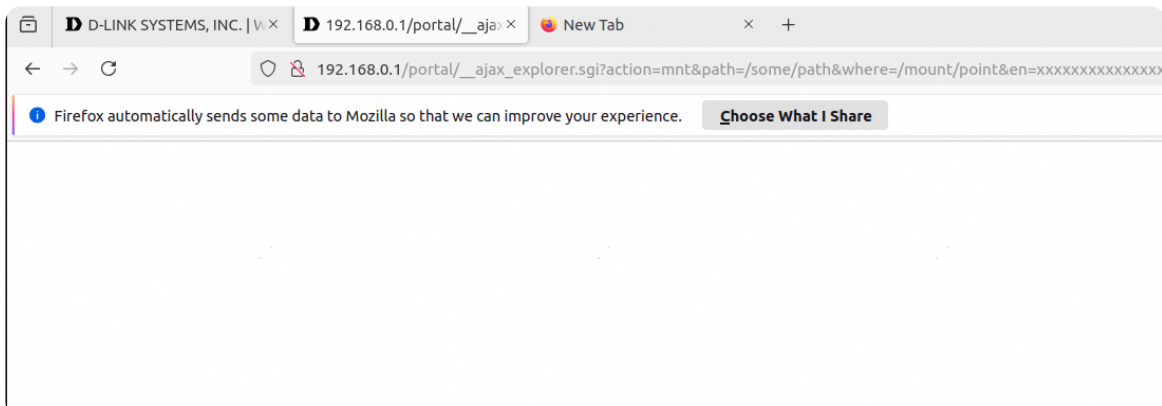 D-LINK SYSTEMS, INC. | W
192.168.0.1/portal/__ajax
New Tab
192.168.0.1/portal/__ajax_explorer.sgi?action=mnt&path=/some/path&where=/mount/point&en=xxxxxxxxxxxxxxx
Firefox automatically sends some data to Mozilla so that we can improve your experience.
Choose What I Share